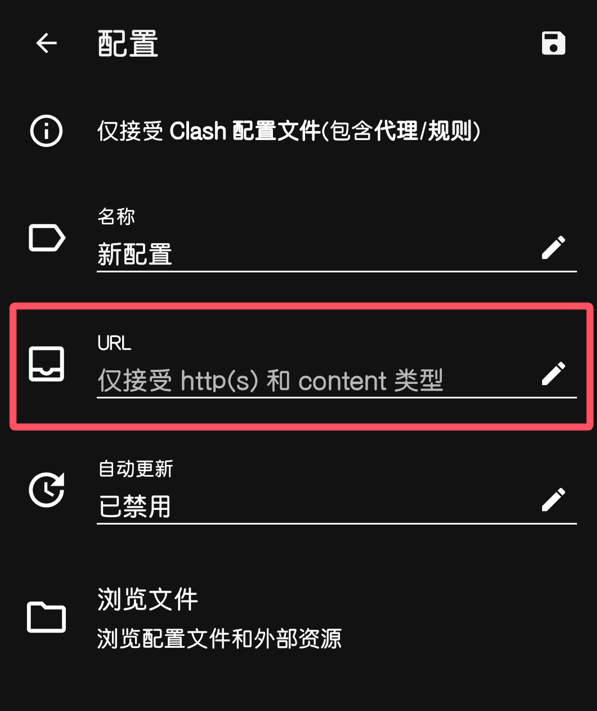 配置
仅接受 Clash 配置文件(包含代理/规则)
名称
新配置
URL
仅接受 http(s) 和 content 类型
自动更新
已禁用
浏览文件
浏览配置文件和外部资源